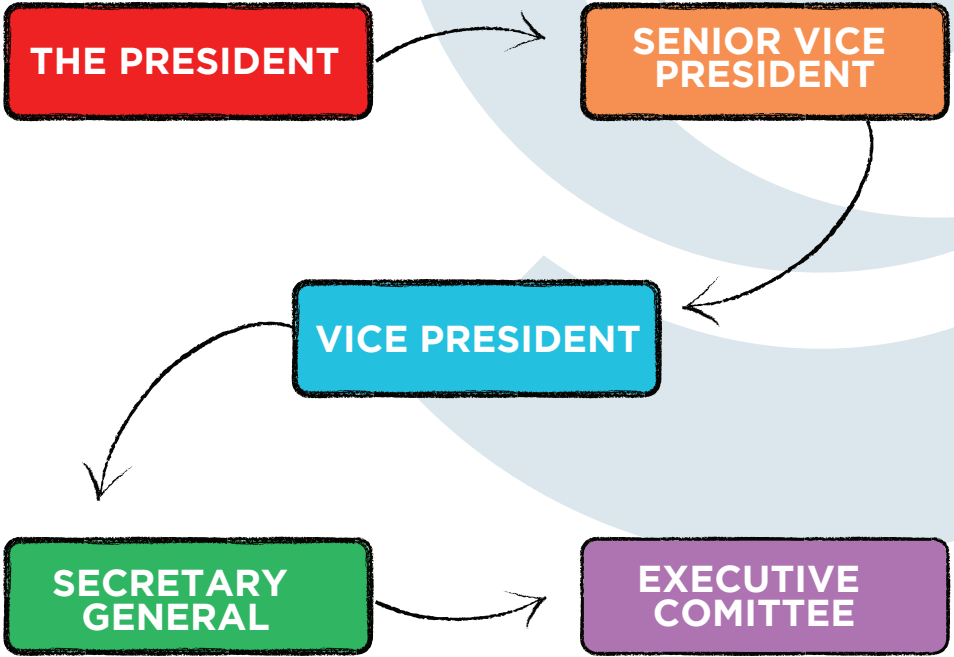 THE PRESIDENT
SENIOR VICE
PRESIDENT
VICE PRESIDENT
SECRETARY
GENERAL
EXECUTIVE
COMITTEE